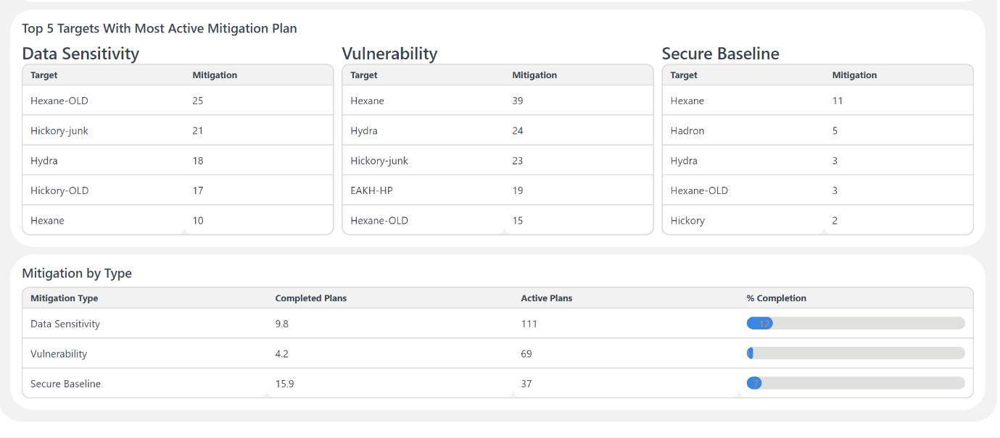 Top 5 Targets With Most Active Mitigation Plan
Data Sensitivity
Target Mitigation
Hexane-OLD 25
Hickory-junk 21
Hydra 18
Hickory-OLD 17
Hexane 10
Vulnerability
Target Mitigation
Hexane 39
Hydra 24
Hickory-junk 23
EAKH-HP 19
Hexane-OLD 15
Secure Baseline
Target Mitigation
Hexane 11
Hadron 5
Hydra 3
Hexane-OLD 3
Hickory 2
Mitigation by Type
Mitigation Type Completed Plans Active Plans % Completion
Data Sensitivity 9.8 111 12
Vulnerability 4.2 69
Secure Baseline 15.9 37 7